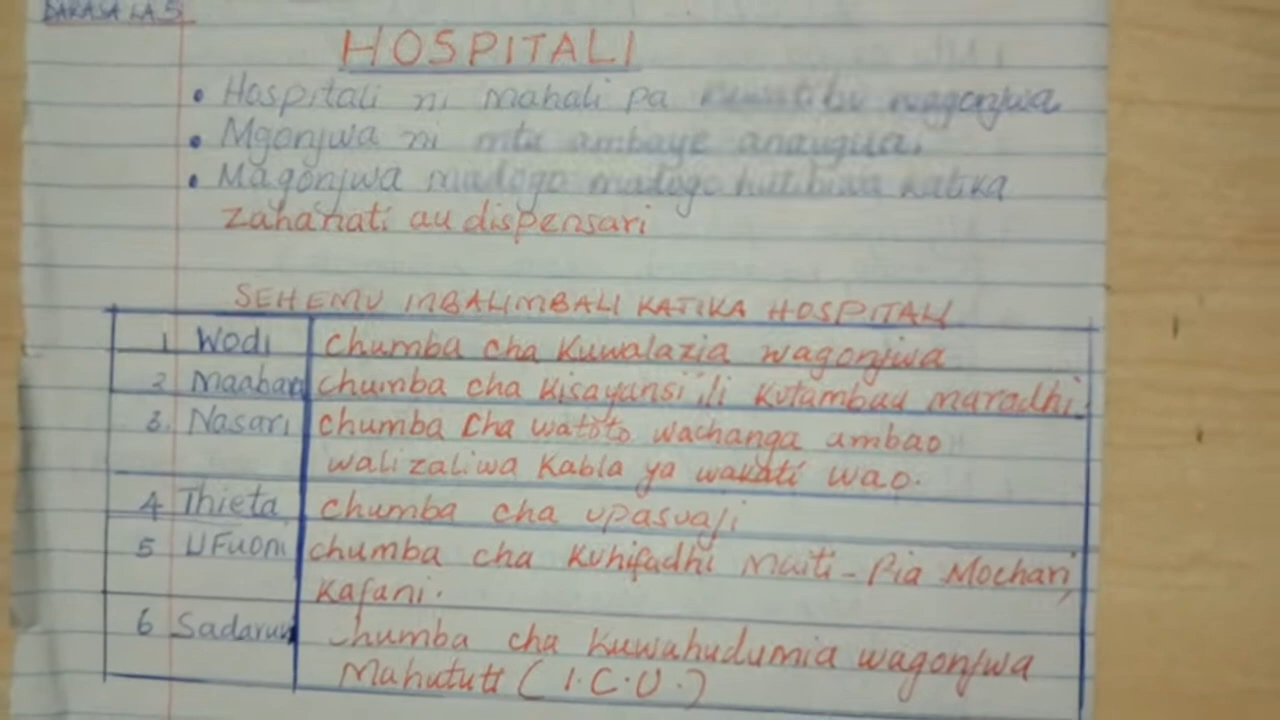 DARASA LA 5
HOSPITALI
• Hospitali ni mahali pa kuwatibu wagonjwa
• Mgonjwa ni mtu ambaye anaugua.
• Magonjwa madogo madogo hutibiwa katika
zahanati au dispensari
SEHEMU MBALIMBALI KATIKA HOSPITALI
1 Wodi chumba cha Kuwalazia wagonjwa
2 Maabara chumba cha Kisayansi ili Kutambua maradhi.
3. Nasari chumba cha watoto wachanga ambao
walizaliwa Kabla ya wakati wao.
4 Thieta chumba cha upasuaji
5 UFuoni chumba cha Kuhifadhi Maiti - Pia Mochari,
Kafani.
6 Sadaruki chumba cha Kuwahudumia wagonjwa
Mahututi (I.C.U.)